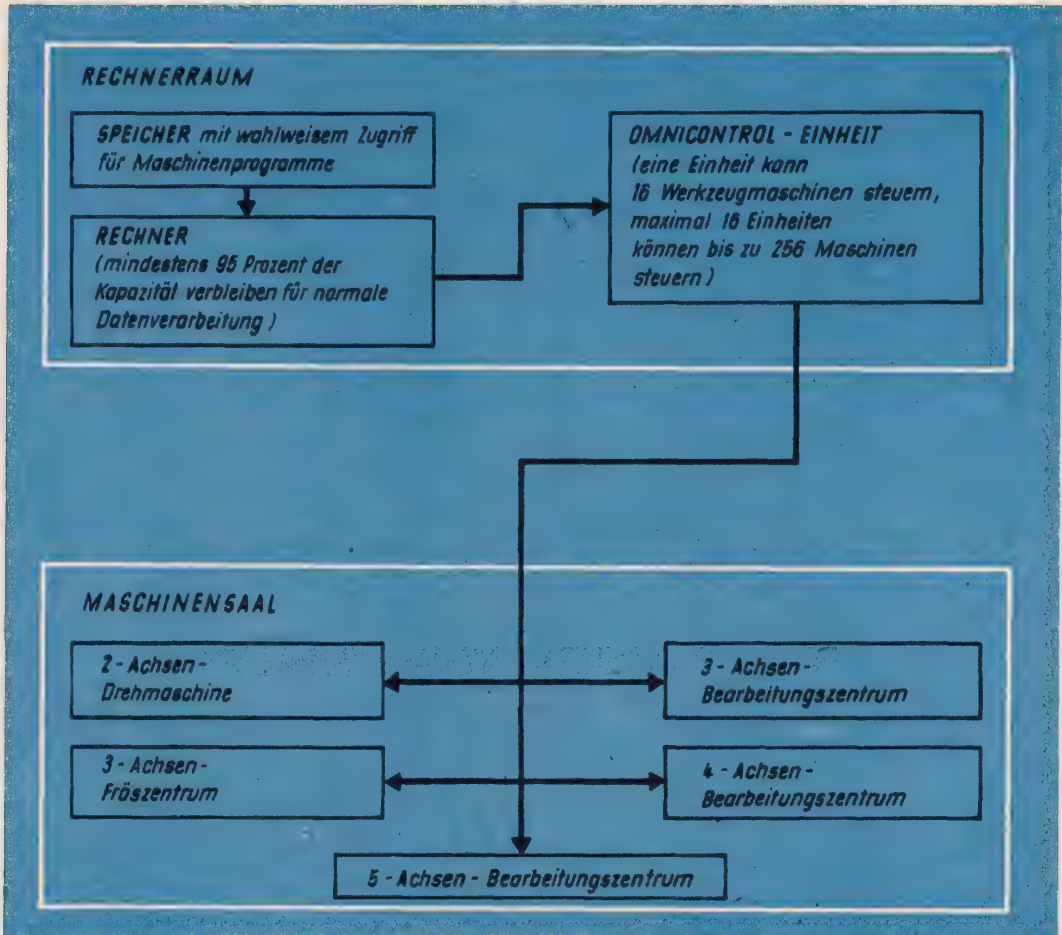 RECHNERRAUM
SPEICHER mit wahlweisem Zugriff
für Maschinenprogramme
RECHNER
(mindestens 95 Prozent der
Kapazität verbleiben für normale
Datenverarbeitung)
OMNICONTROL - EINHEIT
(eine Einheit kann
16 Werkzeugmaschinen steuern,
maximal 16 Einheiten
können bis zu 256 Maschinen
steuern)
MASCHINENSAAL
2 - Achsen -
Drehmaschine
3 - Achsen -
Bearbeitungszentrum
3 - Achsen -
Fräszentrum
4 - Achsen -
Bearbeitungszentrum
5 - Achsen - Bearbeitungszentrum